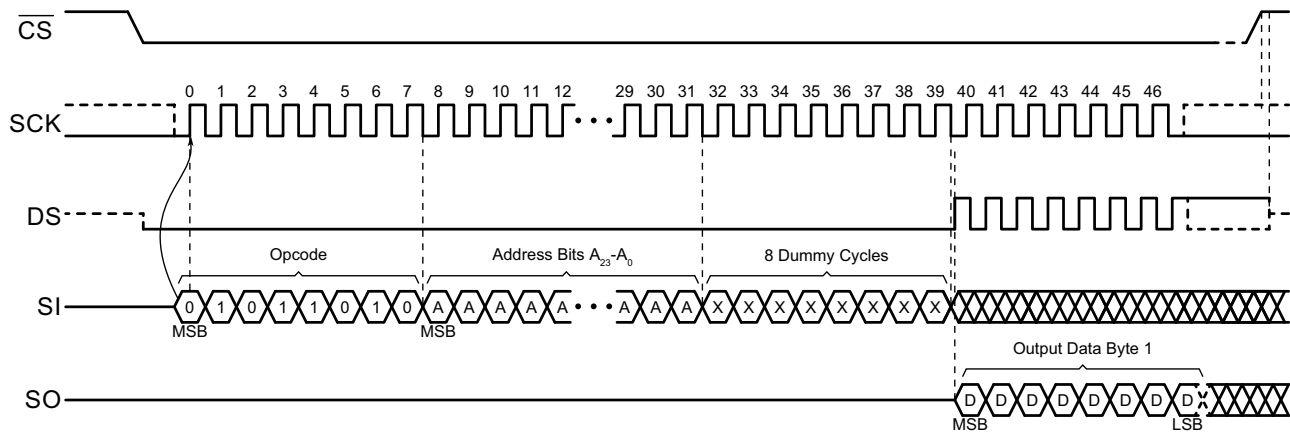 CS
0 1 2 3 4 5 6 7 8 9 10 11 12 29 30 31 32 33 34 35 36 37 38 39 40 41 42 43 44 45 46
SCK
DS
Opcode Address Bits A23-A0 8 Dummy Cycles
SI 0 1 0 1 1 0 1 0 A A A A A A A A X X X X X X X X
MSB MSB
Output Data Byte 1
SO D D D D D D D D
MSB LSB